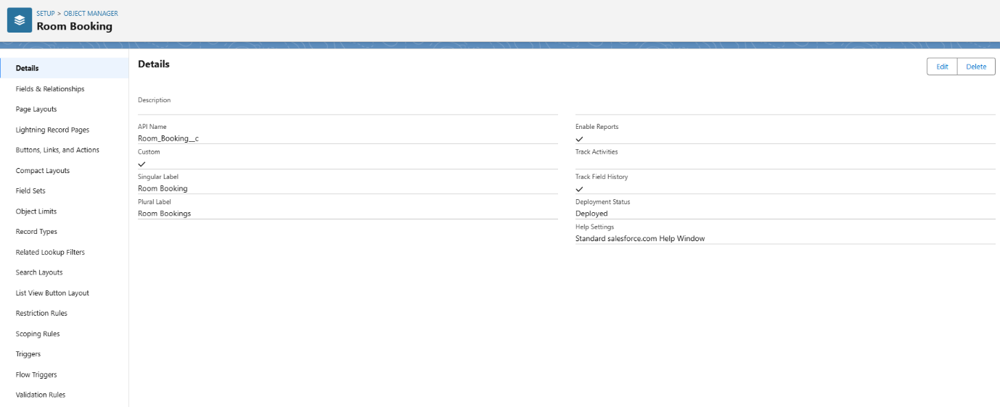 SETUP > OBJECT MANAGER
Room Booking
Details
Fields & Relationships
Page Layouts
Lightning Record Pages
Buttons, Links, and Actions
Compact Layouts
Field Sets
Object Limits
Record Types
Related Lookup Filters
Search Layouts
List View Button Layout
Restriction Rules
Scoping Rules
Triggers
Flow Triggers
Validation Rules
Details
Edit
Delete
Description
API Name
Room_Booking__c
Custom
Singular Label
Room Booking
Plural Label
Room Bookings
Enable Reports
Track Activities
Track Field History
Deployment Status
Deployed
Help Settings
Standard salesforce.com Help Window